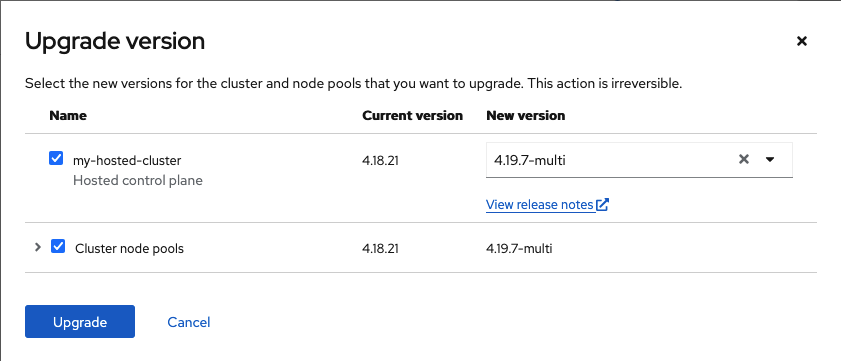 Upgrade version
Select the new versions for the cluster and node pools that you want to upgrade. This action is irreversible.
Name Current version New version
my-hosted-cluster 4.18.21 4.19.7-multi
Hosted control plane
View release notes
Cluster node pools 4.18.21 4.19.7-multi
Upgrade Cancel